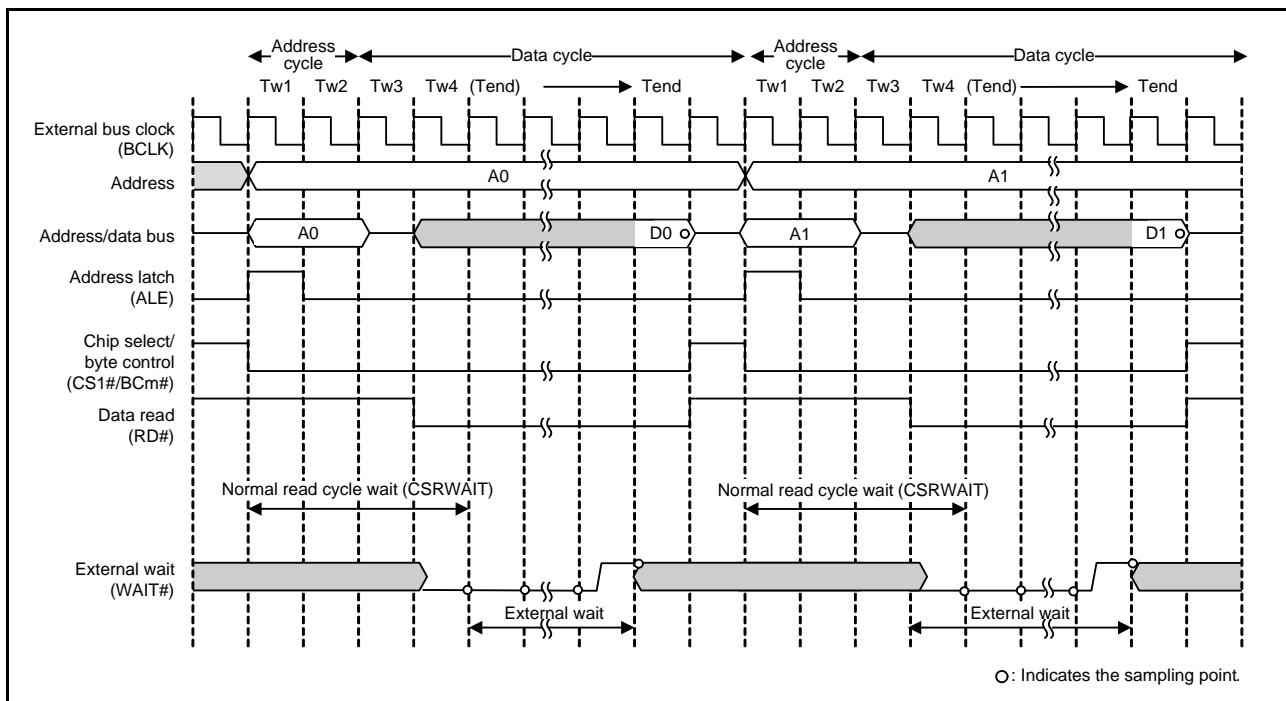 Address cycle Data cycle Address cycle Data cycle
Tw1 Tw2 Tw3 Tw4 (Tend) Tend Tw1 Tw2 Tw3 Tw4 (Tend) Tend
External bus clock
(BCLK)
Address A0 A1
Address/data bus A0 D0 A1 D1
Address latch
(ALE)
Chip select/
byte control
(CS1#/BCm#)
Data read
(RD#)
Normal read cycle wait (CSRWAIT) Normal read cycle wait (CSRWAIT)
External wait
(WAIT#)
External wait External wait
: Indicates the sampling point.